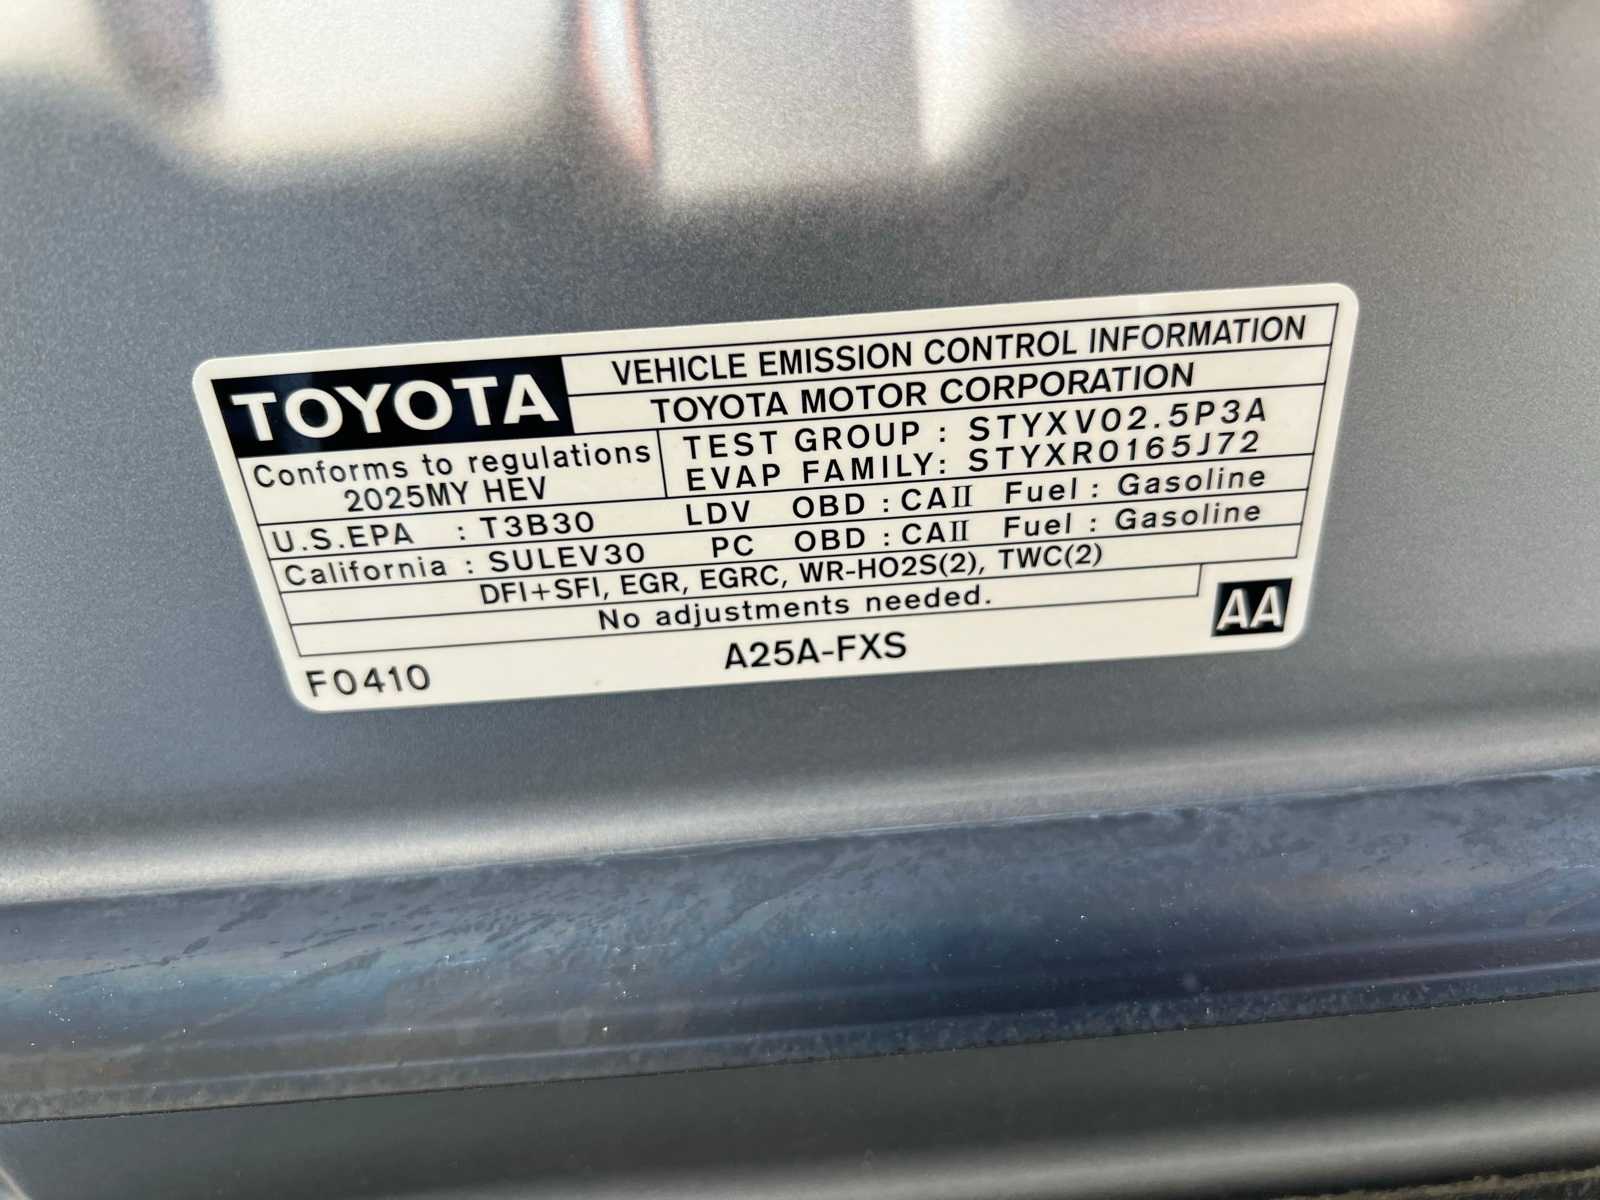 TOYOTA
VEHICLE EMISSION CONTROL INFORMATION
TOYOTA MOTOR CORPORATION
Conforms to regulations
2025MY HEV
TEST GROUP : STYXV02.5P3A
EVAP FAMILY: STYXR0165J72
U.S.EPA : T3B30 LDV OBD : CAII Fuel : Gasoline
California : SULEV30 PC OBD : CAII Fuel : Gasoline
DFI+SFI, EGR, EGRC, WR-HO2S(2), TWC(2)
No adjustments needed.
F0410 A25A-FXS AA